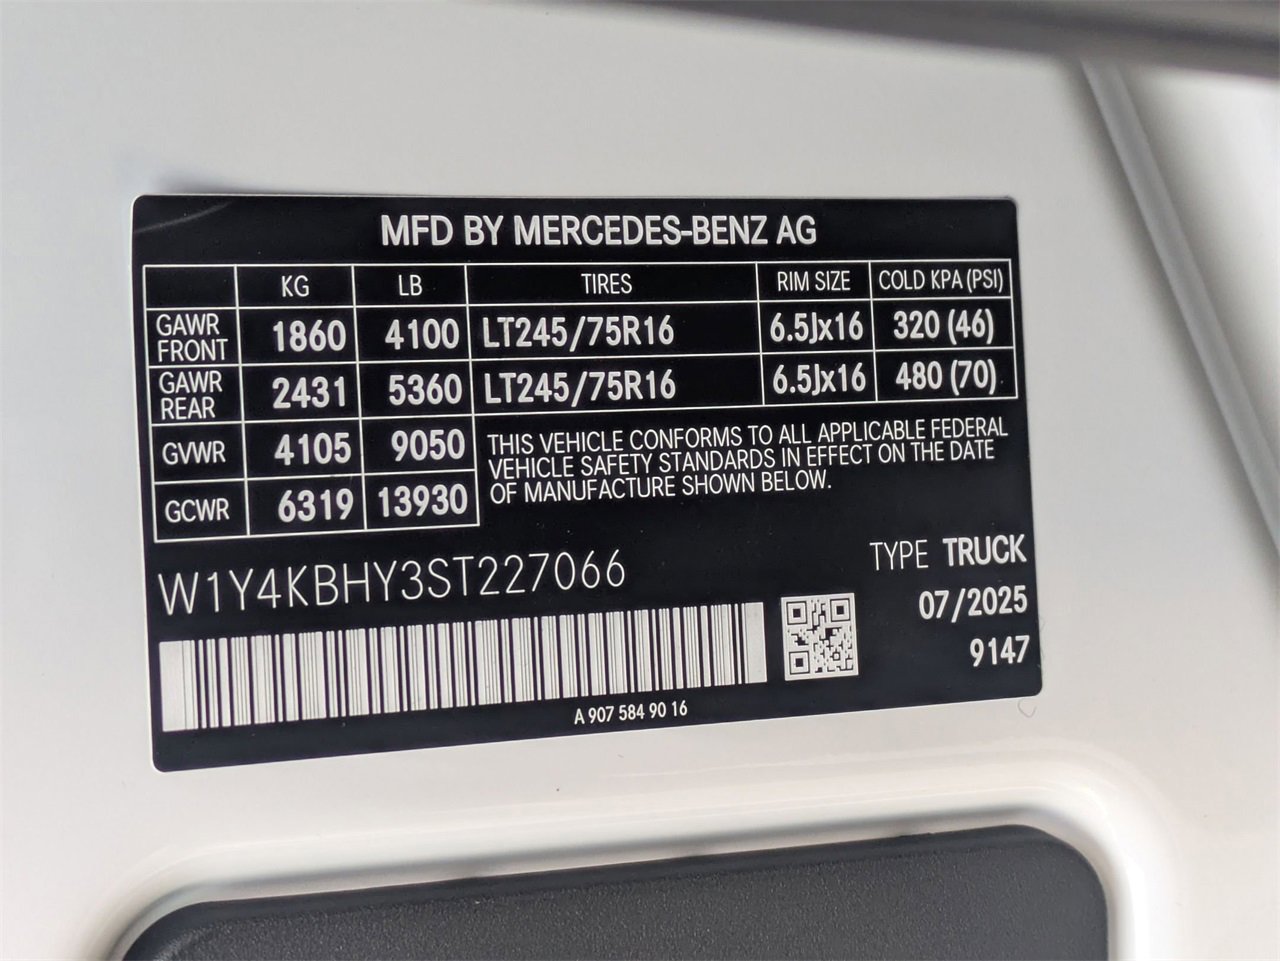 MFD BY MERCEDES-BENZ AG
KG LB TIRES RIM SIZE COLD KPA (PSI)
GAWR FRONT 1860 4100 LT245/75R16 6.5Jx16 320 (46)
GAWR REAR 2431 5360 LT245/75R16 6.5Jx16 480 (70)
GVWR 4105 9050
GCWR 6319 13930
THIS VEHICLE CONFORMS TO ALL APPLICABLE FEDERAL
VEHICLE SAFETY STANDARDS IN EFFECT ON THE DATE
OF MANUFACTURE SHOWN BELOW.
W1Y4KBHY3ST227066
TYPE TRUCK
07/2025
9147
A 907 584 90 16